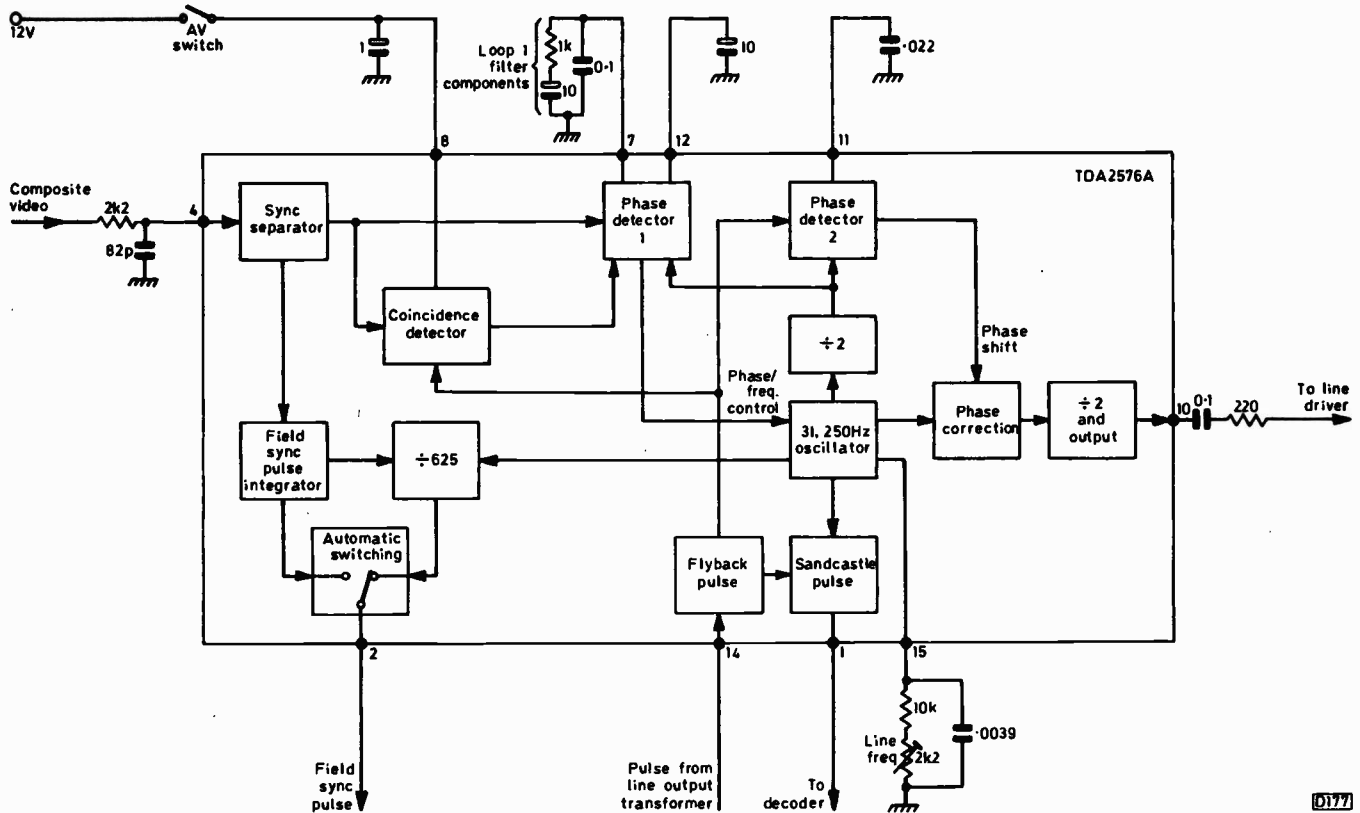 12V
AV
switch
1
Loop 1
filter
components
1k
10
0·1
10
·022
8
7
12
11
TDA2576A
Composite
video
2k2
82p
4
Sync
separator
Phase
detector
1
Phase
detector
2
Coincidence
detector
÷2
Phase
shift
Phase/
freq.
control
31,250Hz
oscillator
Phase
correction
÷2
and
output
10
0·1
220
To line
driver
Field
sync
pulse
integrator
÷625
Automatic
switching
Flyback
pulse
Sandcastle
pulse
2
14
1
15
10k
Line
freq
2k2
·0039
Field
sync
pulse
Pulse from
line output
transformer
To
decoder
D177